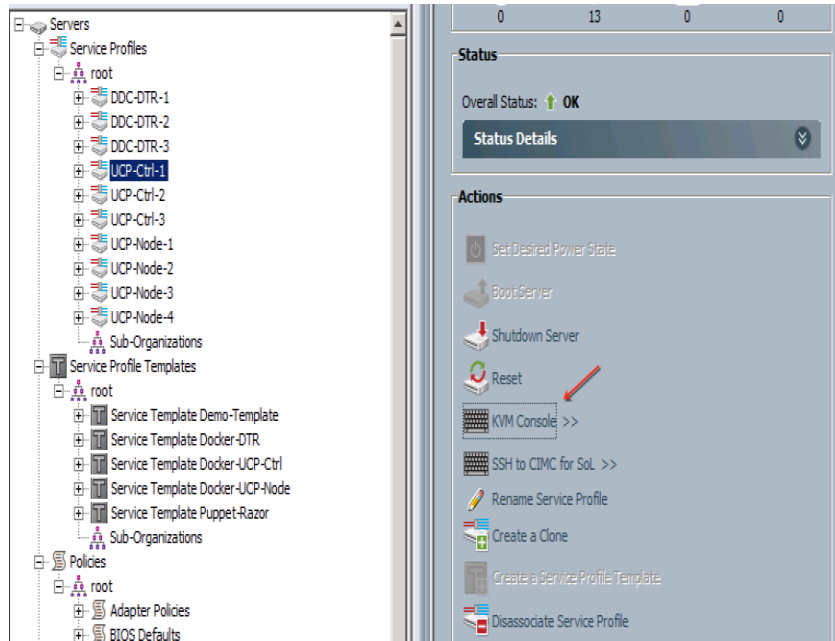 Servers
Service Profiles
root
DDC-DTR-1
DDC-DTR-2
DDC-DTR-3
UCP-Ctrl-1
UCP-Ctrl-2
UCP-Ctrl-3
UCP-Node-1
UCP-Node-2
UCP-Node-3
UCP-Node-4
Sub-Organizations
Service Profile Templates
root
Service Template Demo-Template
Service Template Docker-DTR
Service Template Docker-UCP-Ctrl
Service Template Docker-UCP-Node
Service Template Puppet-Razor
Sub-Organizations
Policies
root
Adapter Policies
BIOS Defaults
0 13 0 0
Status
Overall Status: OK
Status Details
Actions
Set Desired Power State
Boot Server
Shutdown Server
Reset
KVM Console >>
SSH to CIMC for SoL >>
Rename Service Profile
Create a Clone
Create a Service Profile Template
Disassociate Service Profile